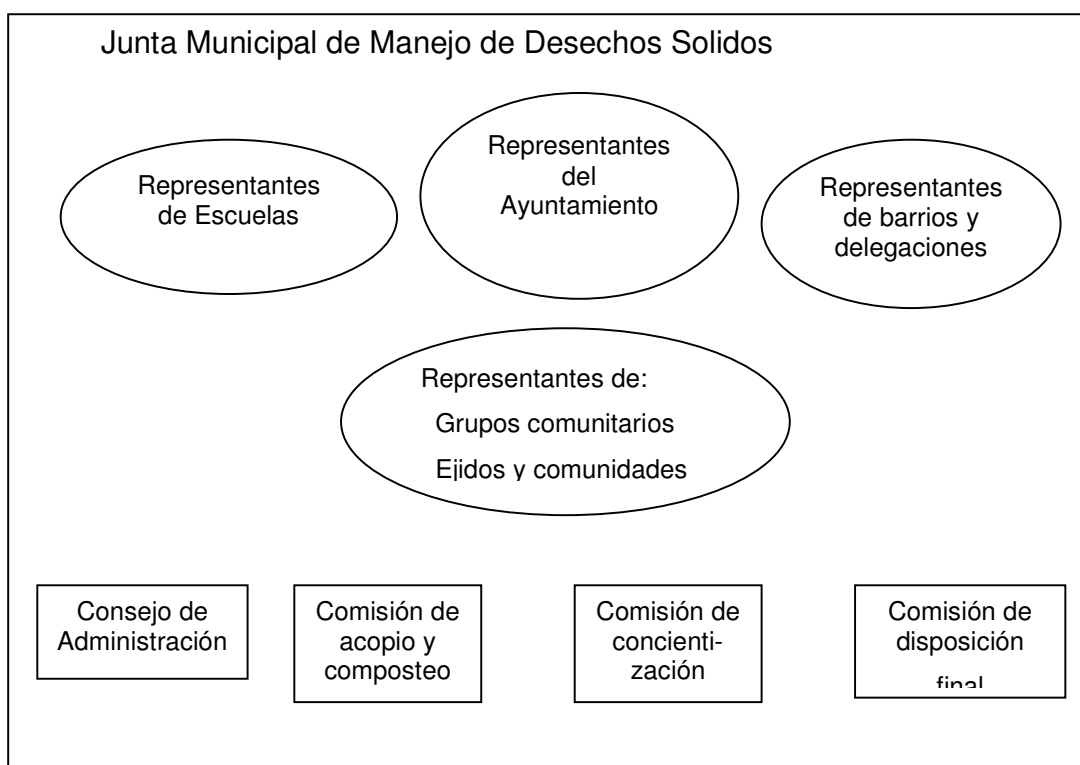 Junta Municipal de Manejo de Desechos Solidos
Representantes
de Escuelas
Representantes
del
Ayuntamiento
Representantes
de barrios y
delegaciones
Representantes de:
Grupos comunitarios
Ejidos y comunidades
Consejo de
Administración
Comisión de
acopio y
composteo
Comisión de
concienti-
zación
Comisión de
disposición
final